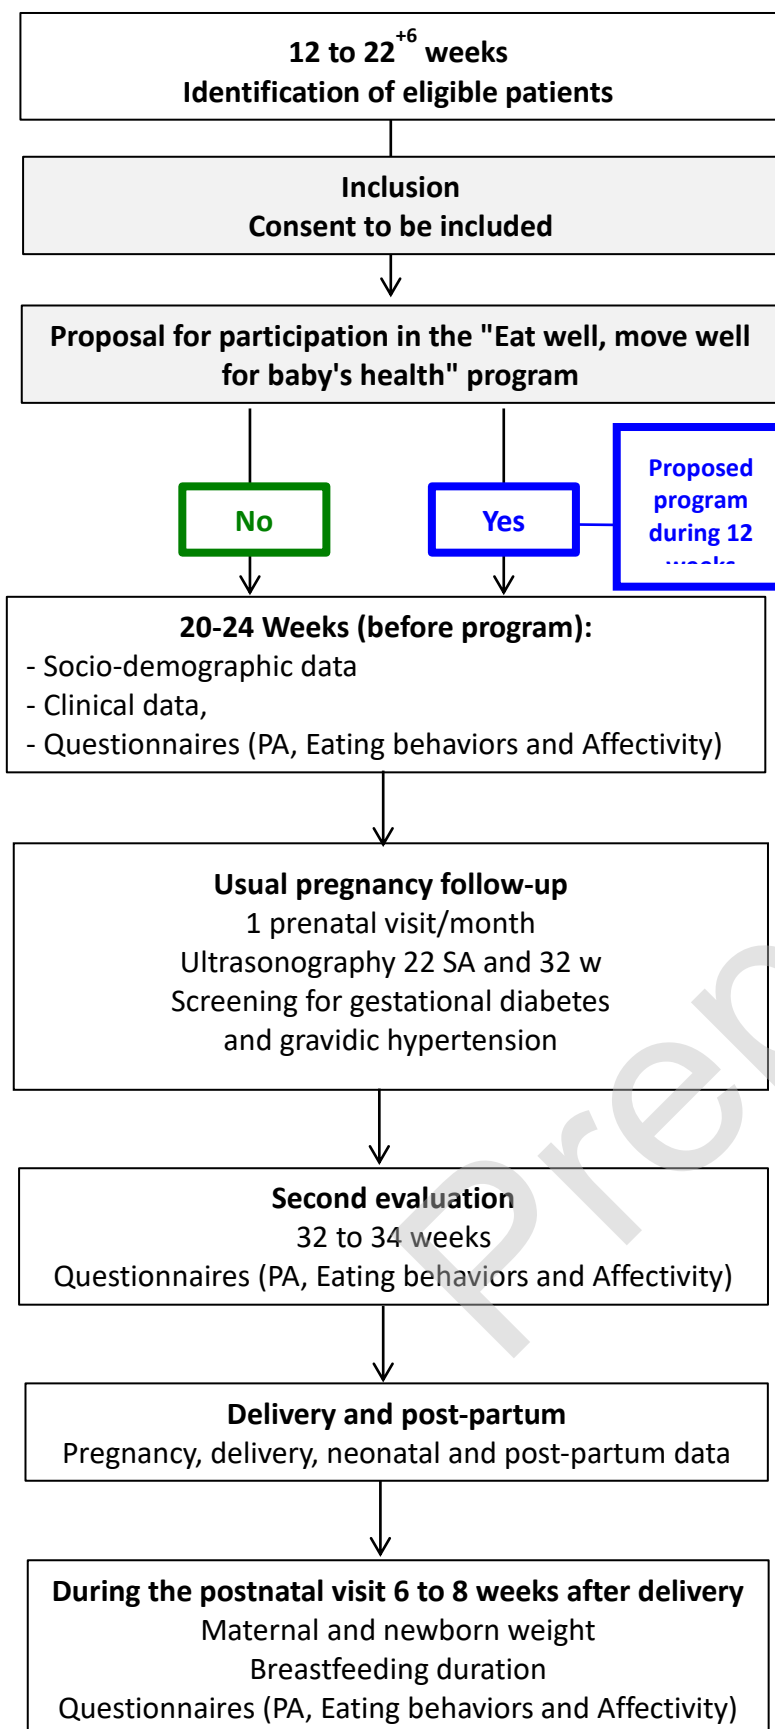 12 to 22+6 weeks
Identification of eligible patients
Inclusion
Consent to be included
Proposal for participation in the "Eat well, move well
for baby's health" program
No
Yes
Proposed
program
during 12
weeks
20-24 Weeks (before program):
- Socio-demographic data
- Clinical data,
- Questionnaires (PA, Eating behaviors and Affectivity)
Usual pregnancy follow-up
1 prenatal visit/month
Ultrasonography 22 SA and 32 w
Screening for gestational diabetes
and gravidic hypertension
Second evaluation
32 to 34 weeks
Questionnaires (PA, Eating behaviors and Affectivity)
Delivery and post-partum
Pregnancy, delivery, neonatal and post-partum data
During the postnatal visit 6 to 8 weeks after delivery
Maternal and newborn weight
Breastfeeding duration
Questionnaires (PA, Eating behaviors and Affectivity)